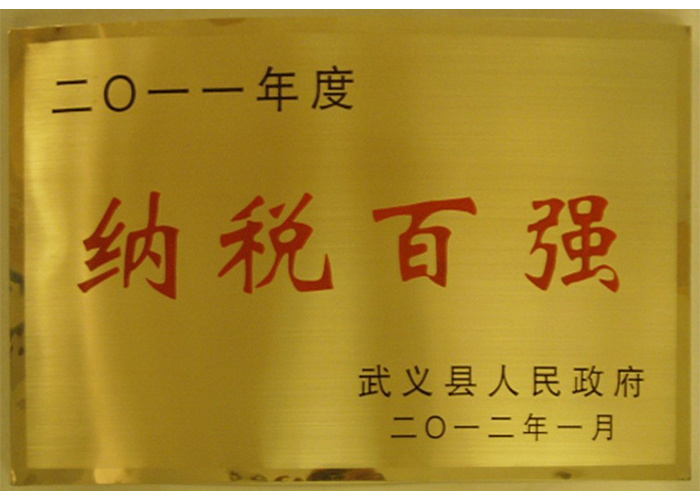 二〇一一年度
纳税百强
武义县人民政府
二〇一二年一月